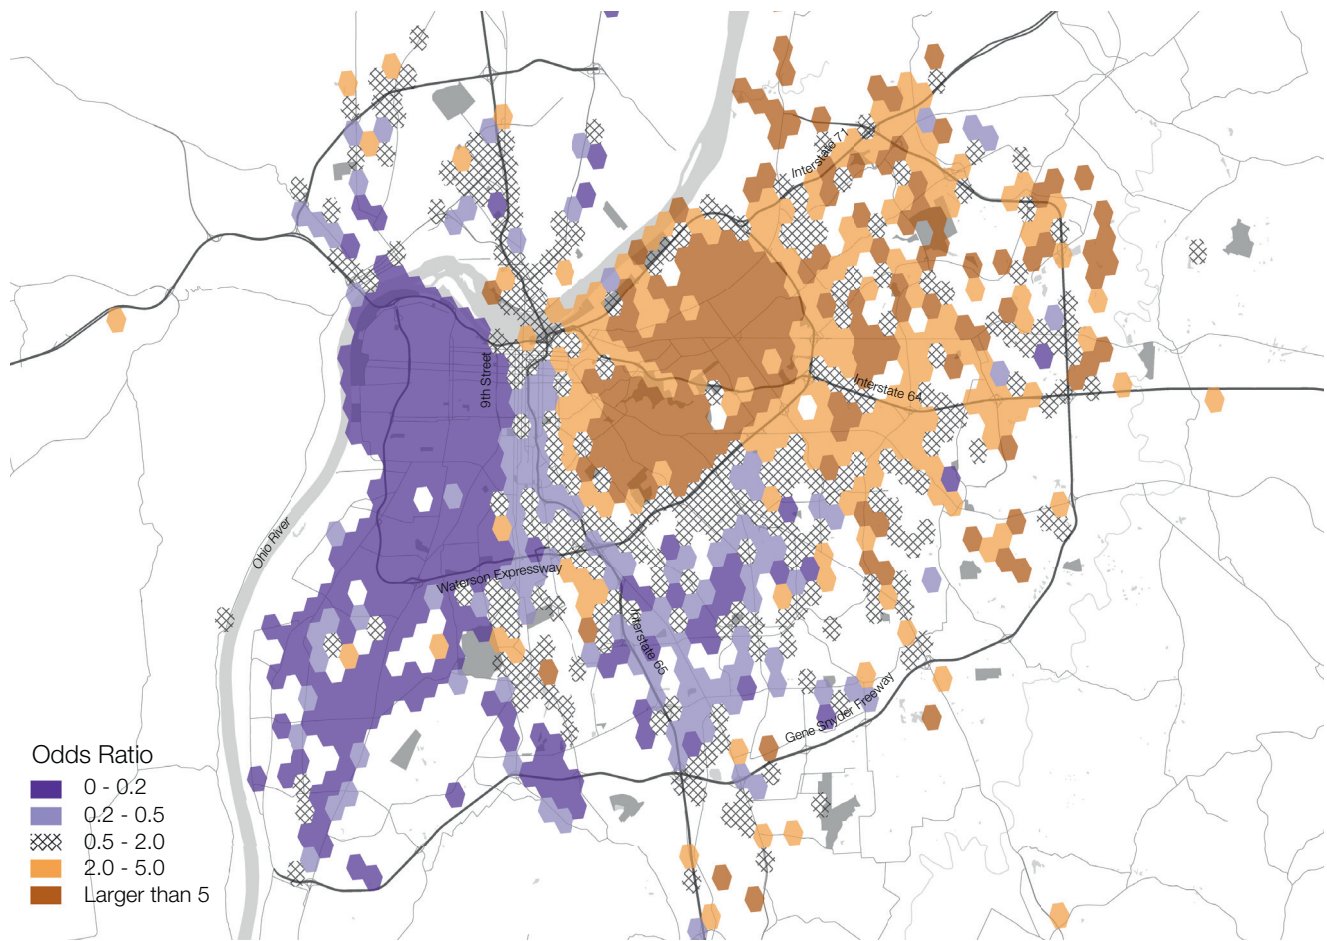 Interstate 71
9th Street
Interstate 64
Ohio River
Waterson Expressway
Interstate 65
Gene Snyder Freeway
Odds Ratio
0 - 0.2
0.2 - 0.5
0.5 - 2.0
2.0 - 5.0
Larger than 5